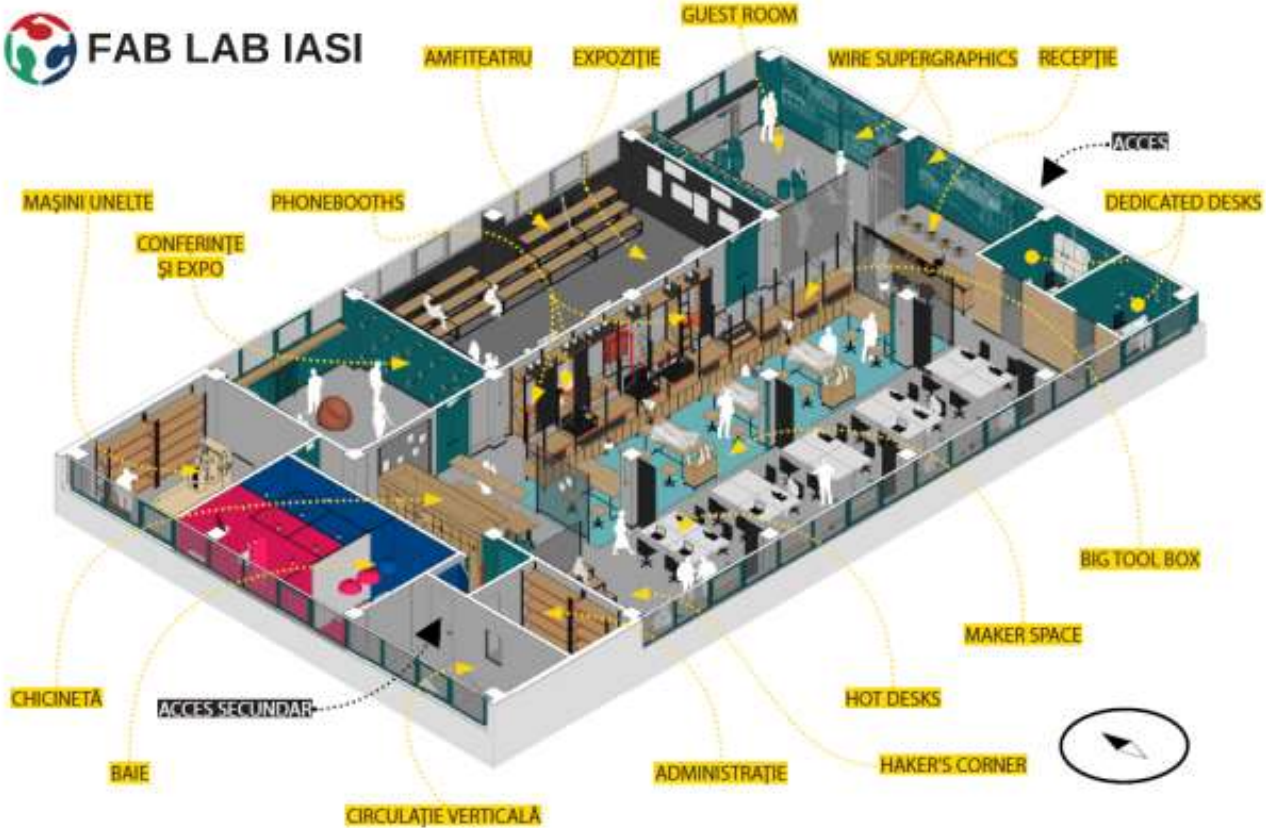 FAB LAB IASI
GUEST ROOM
AMFITEATRU
EXPOZIȚIE
WIRE SUPERGRAPHICS
RECEPȚIE
ACCES
MAȘINI UNELTE
PHONEBOOTHS
DEDICATED DESKS
CONFERINȚE
ȘI EXPO
BIG TOOL BOX
MAKER SPACE
CHICINETĂ
ACCES SECUNDAR
HOT DESKS
BAIE
ADMINISTRAȚIE
HAKER'S CORNER
CIRCULAȚIE VERTICALĂ